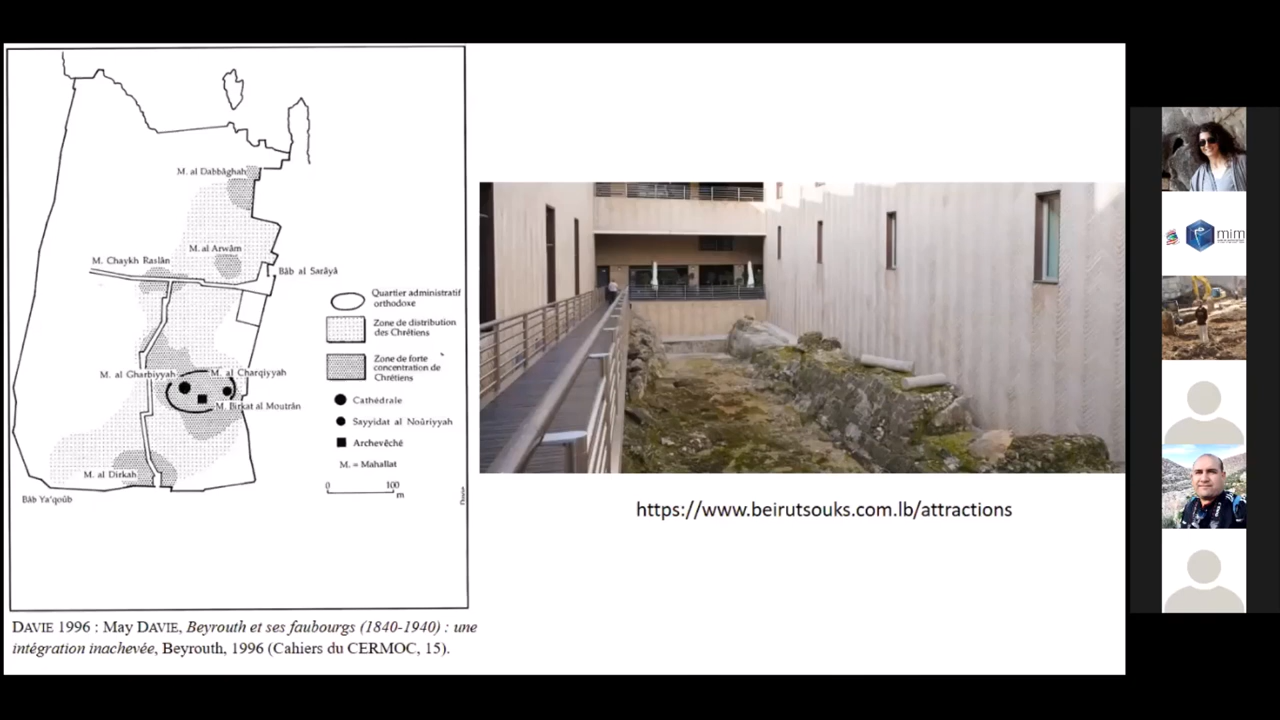 M. al Dabbâghah
M. al Arwâm
M. Chaykh Raslân
Bâb al Sarâyâ
M. al Gharbiyyah
M. al Charqiyyah
M. Birkat al Moutrân
M. al Dirkah
Bâb Ya'qoûb
Quartier administratif
orthodoxe
Zone de distribution
des Chrétiens
Zone de forte
concentration de
Chrétiens
Cathédrale
Sayyidat al Noûriyyah
Archevêché
M. = Mahallat
0 100
m
DAVIE 1996 : May DAVIE, Beyrouth et ses faubourgs (1840-1940) : une
intégration inachevée, Beyrouth, 1996 (Cahiers du CERMOC, 15).
https://www.beirutsouks.com.lb/attractions
mim